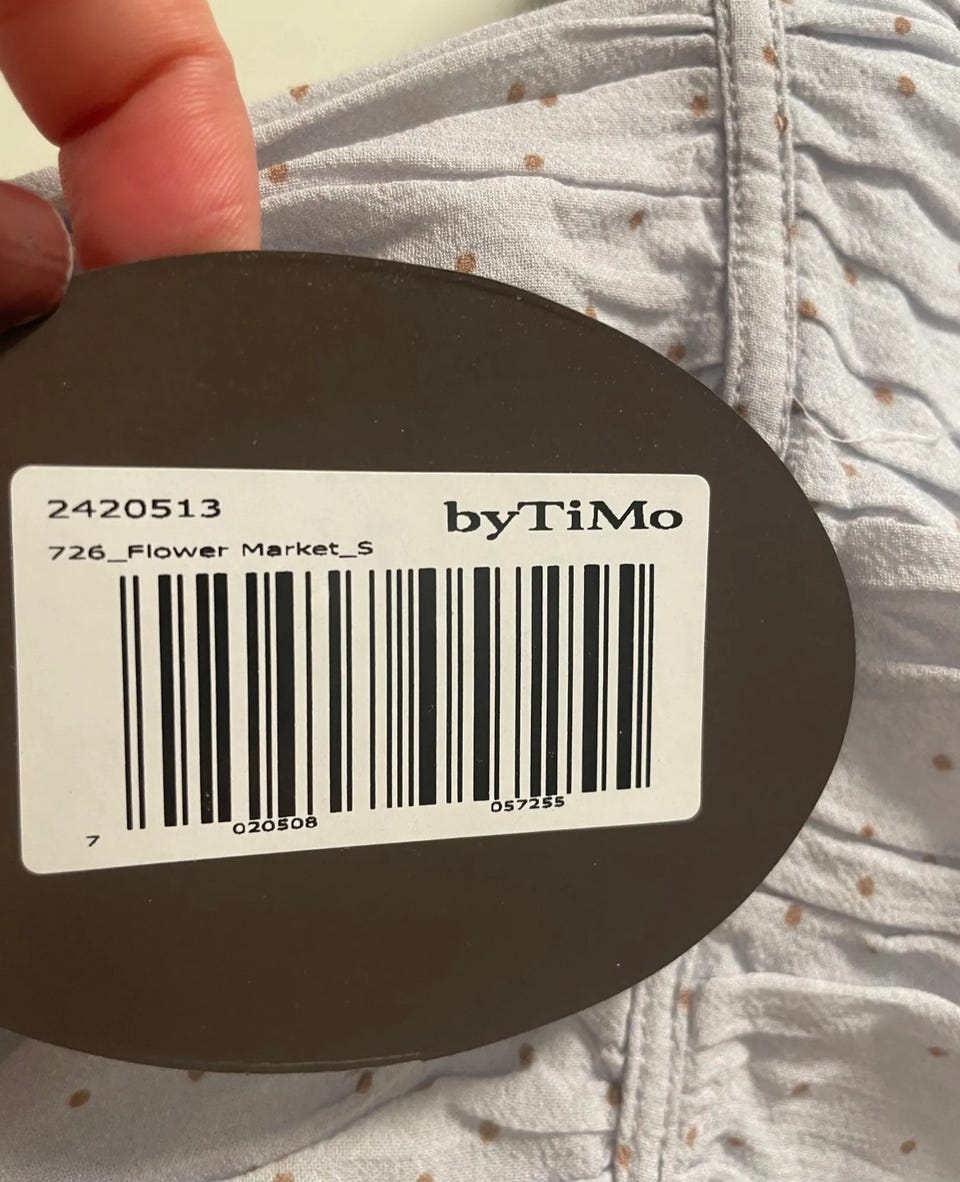 2420513
byTiMo
726_Flower Market_S
7 020508 057255